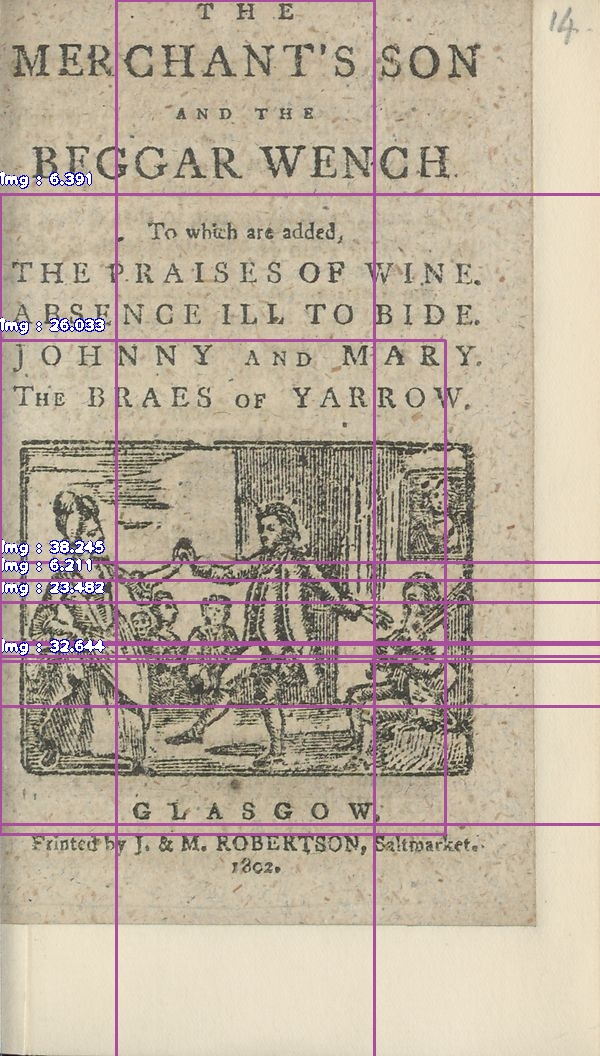 14.
THE
MERCHANT'S SON
AND THE
BEGGAR WENCH.
Img : 6.391
To which are added,
THE PRAISES OF WINE.
ABSENCE ILL TO BIDE.
Img : 26.033
JOHNNY AND MARY.
THE BRAES OF YARROW.
Img : 38.245
Img : 6.211
Img : 23.482
Img : 32.644
GLASGOW,
Printed by J. & M. ROBERTSON, Saltmarket.
1802.